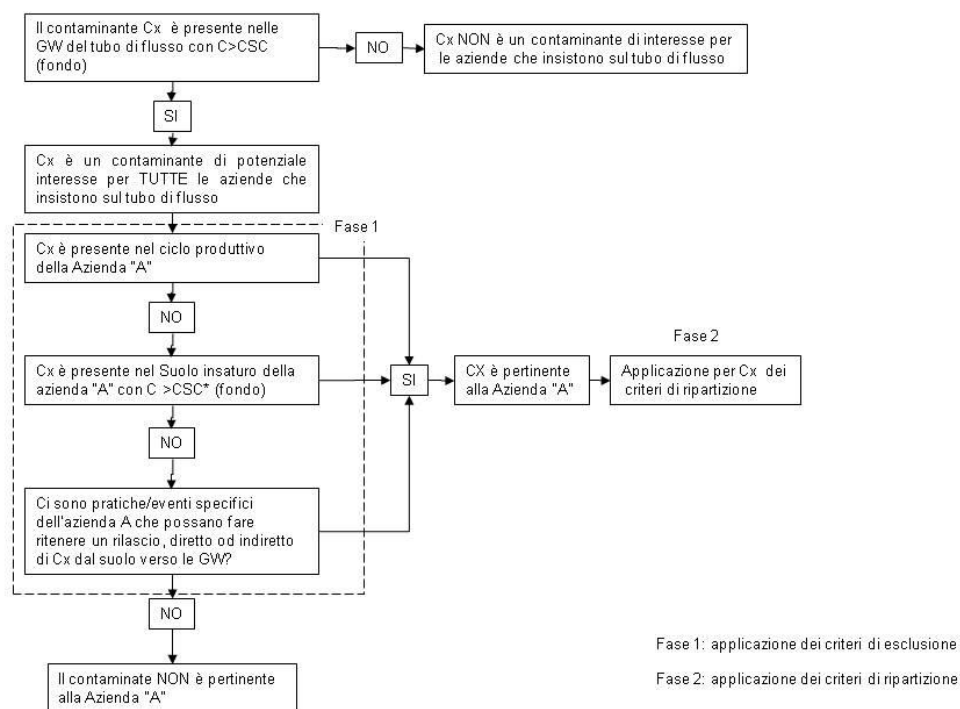 Il contaminante Cx è presente nelle
GW del tubo di flusso con C>CSC
(fondo)
NO
Cx NON è un contaminante di interesse per
le aziende che insistono sul tubo di flusso
SI
Cx è un contaminante di potenziale
interesse per TUTTE le aziende che
insistono sul tubo di flusso
Fase 1
Cx è presente nel ciclo produttivo
della Azienda "A"
NO
Fase 2
Cx è presente nel Suolo insaturo della
azienda "A" con C >CSC* (fondo)
SI
CX è pertinente
alla Azienda "A"
Applicazione per Cx dei
criteri di ripartizione
NO
Ci sono pratiche/eventi specifici
dell'azienda A che possano fare
ritenere un rilascio, diretto od indiretto
di Cx dal suolo verso le GW?
NO
Il contaminate NON è pertinente
alla Azienda "A"
Fase 1: applicazione dei criteri di esclusione
Fase 2: applicazione dei criteri di ripartizione